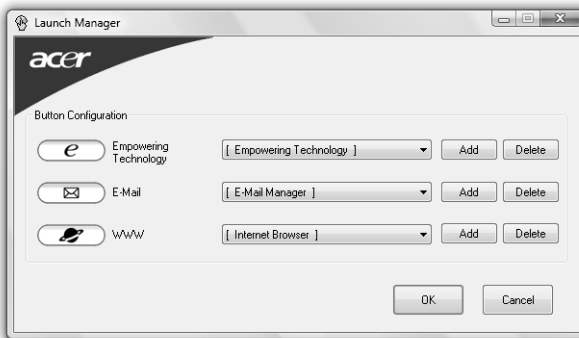 Launch Manager
acer
Button Configuration
e Empowering Technology [ Empowering Technology ] Add Delete
E-Mail [ E-Mail Manager ] Add Delete
WWW [ Internet Browser ] Add Delete
OK Cancel